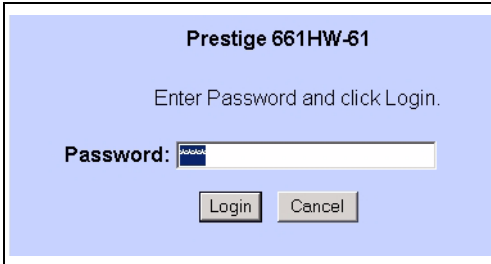 Prestige 661HW-61
Enter Password and click Login.
Password: ****
Login Cancel